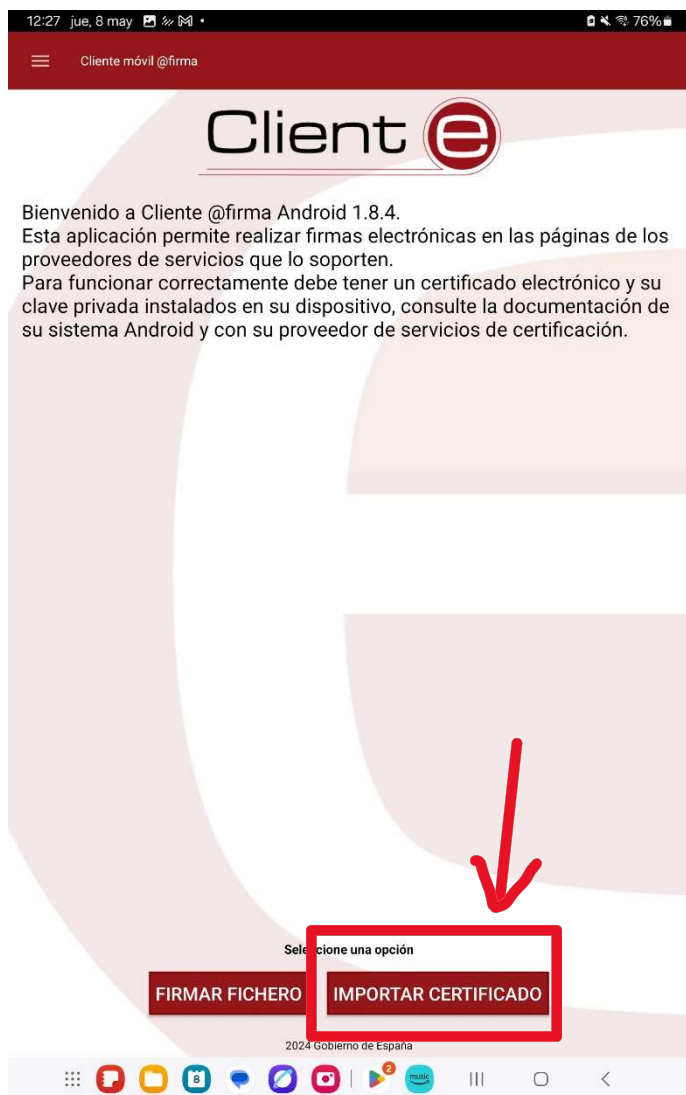 12:27 jue, 8 may
76%
Cliente móvil @firma
Client e
Bienvenido a Cliente @firma Android 1.8.4.
Esta aplicación permite realizar firmas electrónicas en las páginas de los
proveedores de servicios que lo soporten.
Para funcionar correctamente debe tener un certificado electrónico y su
clave privada instalados en su dispositivo, consulte la documentación de
su sistema Android y con su proveedor de servicios de certificación.
Seleccione una opción
FIRMAR FICHERO
IMPORTAR CERTIFICADO
2024 Gobierno de España
8
2
music